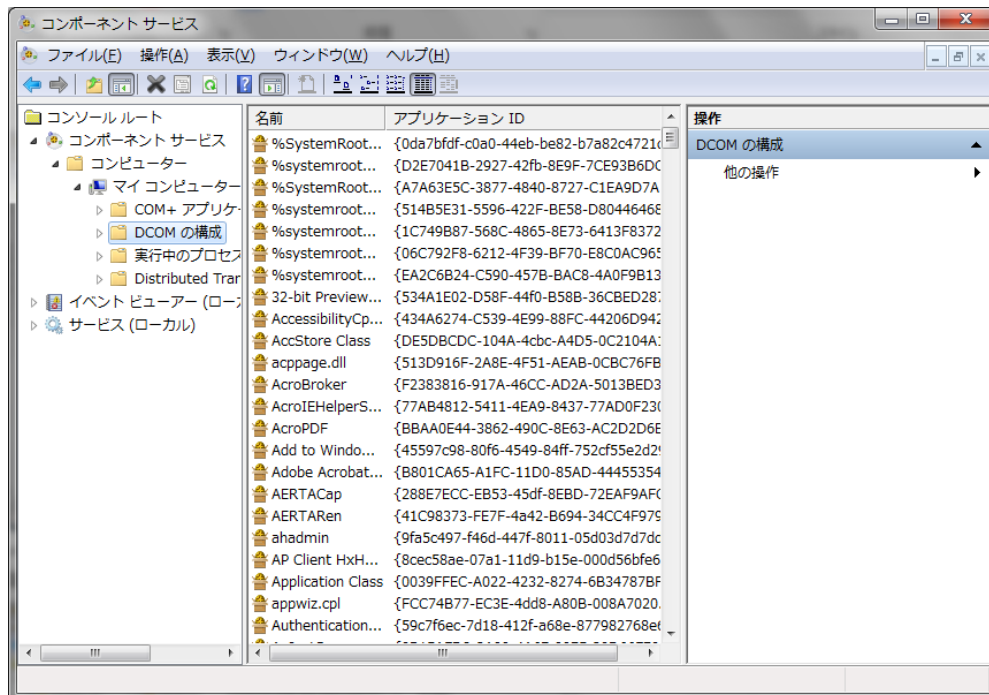 コンポーネント サービス
ファイル(F) 操作(A) 表示(V) ウィンドウ(W) ヘルプ(H)
コンソール ルート
コンポーネント サービス
コンピューター
マイ コンピューター
COM+ アプリケ
DCOM の構成
実行中のプロセス
Distributed Tran
イベント ビューアー (ローカ
サービス (ローカル)
名前 アプリケーション ID
%SystemRoot... {0da7bfdf-c0a0-44eb-be82-b7a82c4721c
%systemroot... {D2E7041B-2927-42fb-8E9F-7CE93B6DC
%SystemRoot... {A7A63E5C-3877-4840-8727-C1EA9D7A
%systemroot... {514B5E31-5596-422F-BE58-D8044646E
%systemroot... {1C749B87-568C-4865-8E73-6413F8372
%systemroot... {06C792F8-6212-4F39-BF70-E8C0AC965
%systemroot... {EA2C6B24-C590-457B-BAC8-4A0F9B13
32-bit Preview... {534A1E02-D58F-44f0-B58B-36CBED287
AccessibilityCp... {434A6274-C539-4E99-88FC-44206D942
AccStore Class {DE5DBCDC-104A-4cbc-A4D5-0C2104A1
acppage.dll {513D916F-2A8E-4F51-AEAB-0CBC76FB
AcroBroker {F2383816-917A-46CC-AD2A-5013BED3
AcroIEHelperS... {77AB4812-5411-4EA9-8437-77AD0F230
AcroPDF {BBAA0E44-3862-490C-8E63-AC2D2D6E
Add to Windo... {45597c98-80f6-4549-84ff-752cf55e2d29
Adobe Acrobat... {B801CA65-A1FC-11D0-85AD-44455354
AERTACap {288E7ECC-EB53-45df-8EBD-72EAF9AFC
AERTARen {41C98373-FE7F-4a42-B694-34CC4F979
ahadmin {9fa5c497-f46d-447f-8011-05d03d7d7dc
AP Client HxH... {8cec58ae-07a1-11d9-b15e-000d56bfe6
Application Class {0039FFEC-A022-4232-8274-6B34787BF
appwiz.cpl {FCC74B77-EC3E-4dd8-A80B-008A7020
Authentication... {59c7f6ec-7d18-412f-a68e-877982768e6
操作
DCOM の構成
他の操作